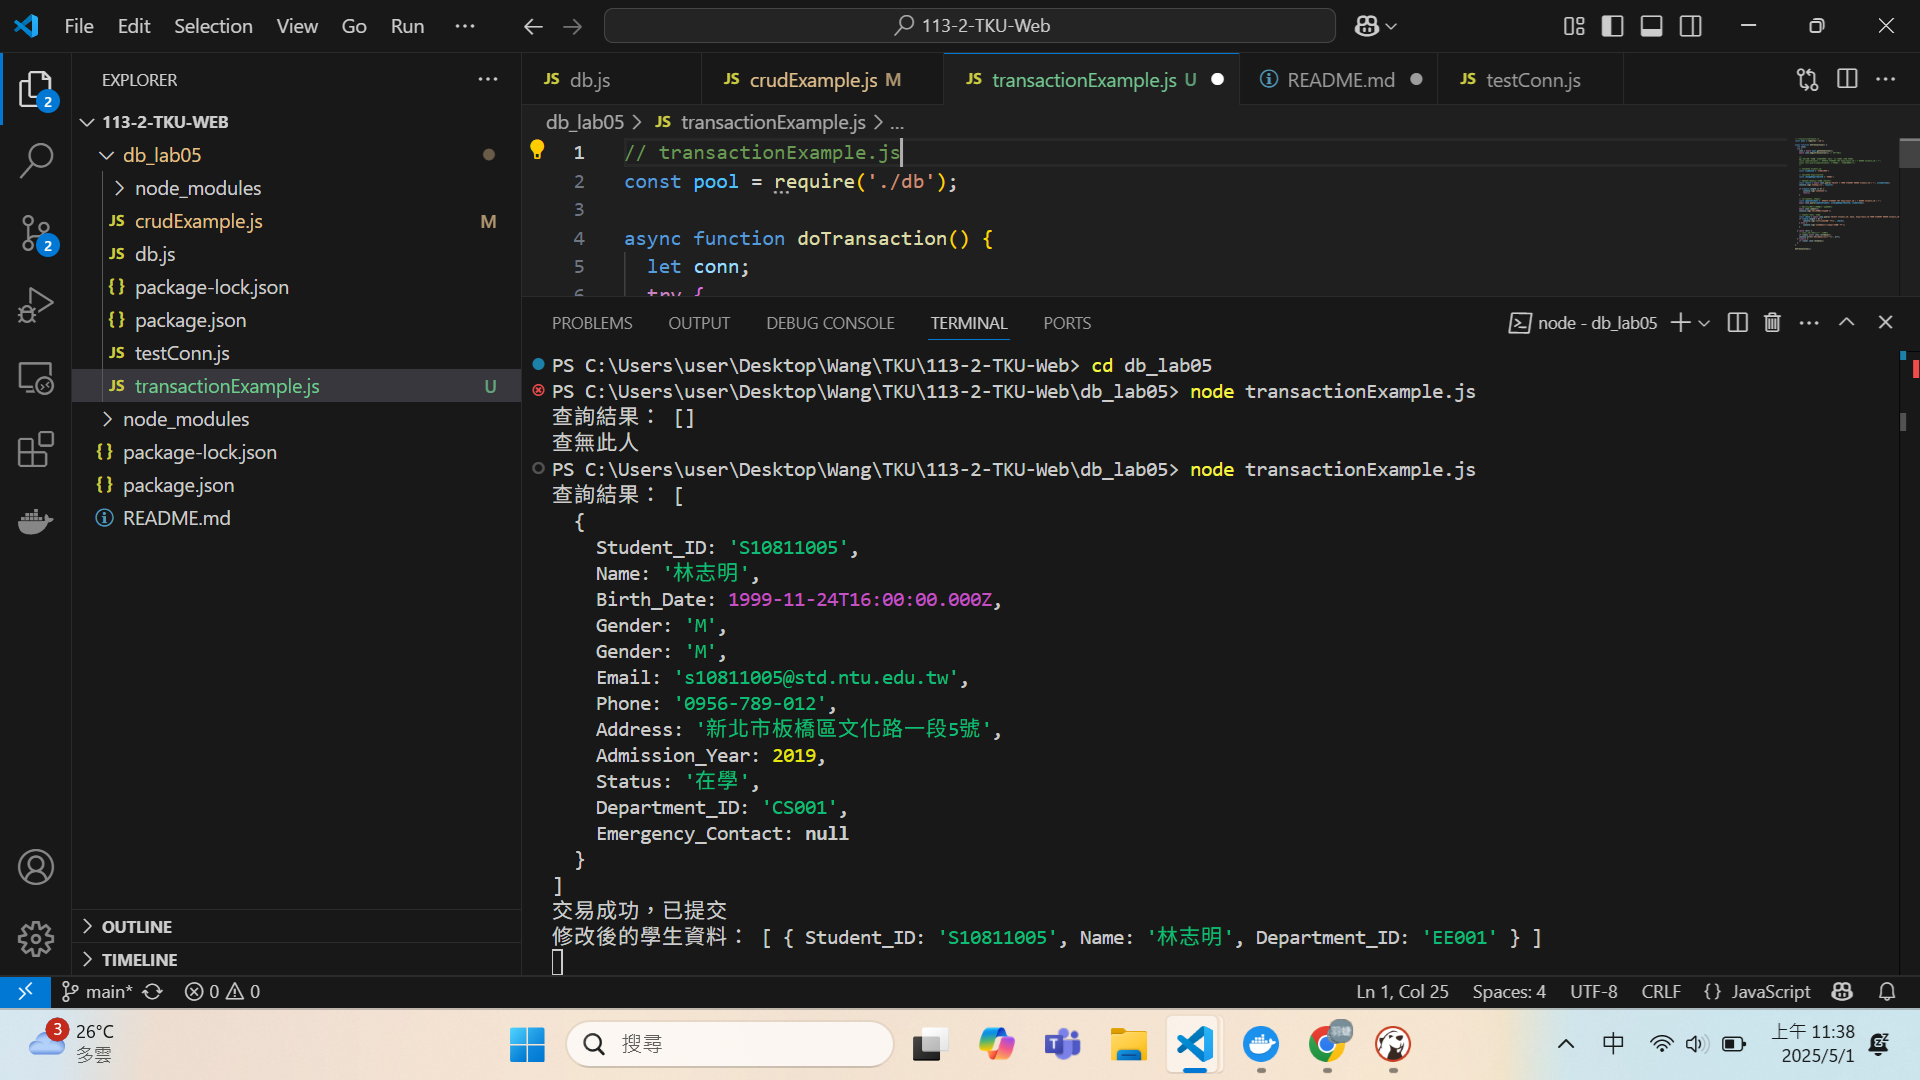 File Edit Selection View Go Run ···
113-2-TKU-Web
EXPLORER
113-2-TKU-WEB
db_lab05
node_modules
JS crudExample.js M
JS db.js
{} package-lock.json
{} package.json
JS testConn.js
JS transactionExample.js U
node_modules
{} package-lock.json
{} package.json
README.md
OUTLINE
TIMELINE
2
2
JS db.js
JS crudExample.js M
JS transactionExample.js U
README.md
JS testConn.js
db_lab05 > JS transactionExample.js > ...
1 // transactionExample.js
2 const pool = require('./db');
3
4 async function doTransaction() {
5 let conn;
6 try {
PROBLEMS OUTPUT DEBUG CONSOLE TERMINAL PORTS
node - db_lab05
PS C:\Users\user\Desktop\Wang\TKU\113-2-TKU-Web> cd db_lab05
PS C:\Users\user\Desktop\Wang\TKU\113-2-TKU-Web\db_lab05> node transactionExample.js
查詢結果： []
查無此人
PS C:\Users\user\Desktop\Wang\TKU\113-2-TKU-Web\db_lab05> node transactionExample.js
查詢結果： [
{
Student_ID: 'S10811005',
Name: '林志明',
Birth_Date: 1999-11-24T16:00:00.000Z,
Gender: 'M',
Gender: 'M',
Email: 's10811005@std.ntu.edu.tw',
Phone: '0956-789-012',
Address: '新北市板橋區文化路一段5號',
Admission_Year: 2019,
Status: '在學',
Department_ID: 'CS001',
Emergency_Contact: null
}
]
交易成功，已提交
修改後的學生資料： [ { Student_ID: 'S10811005', Name: '林志明', Department_ID: 'EE001' } ]
main* 0 0
Ln 1, Col 25 Spaces: 4 UTF-8 CRLF {} JavaScript
3
26°C
多雲
搜尋
中
上午 11:38
2025/5/1